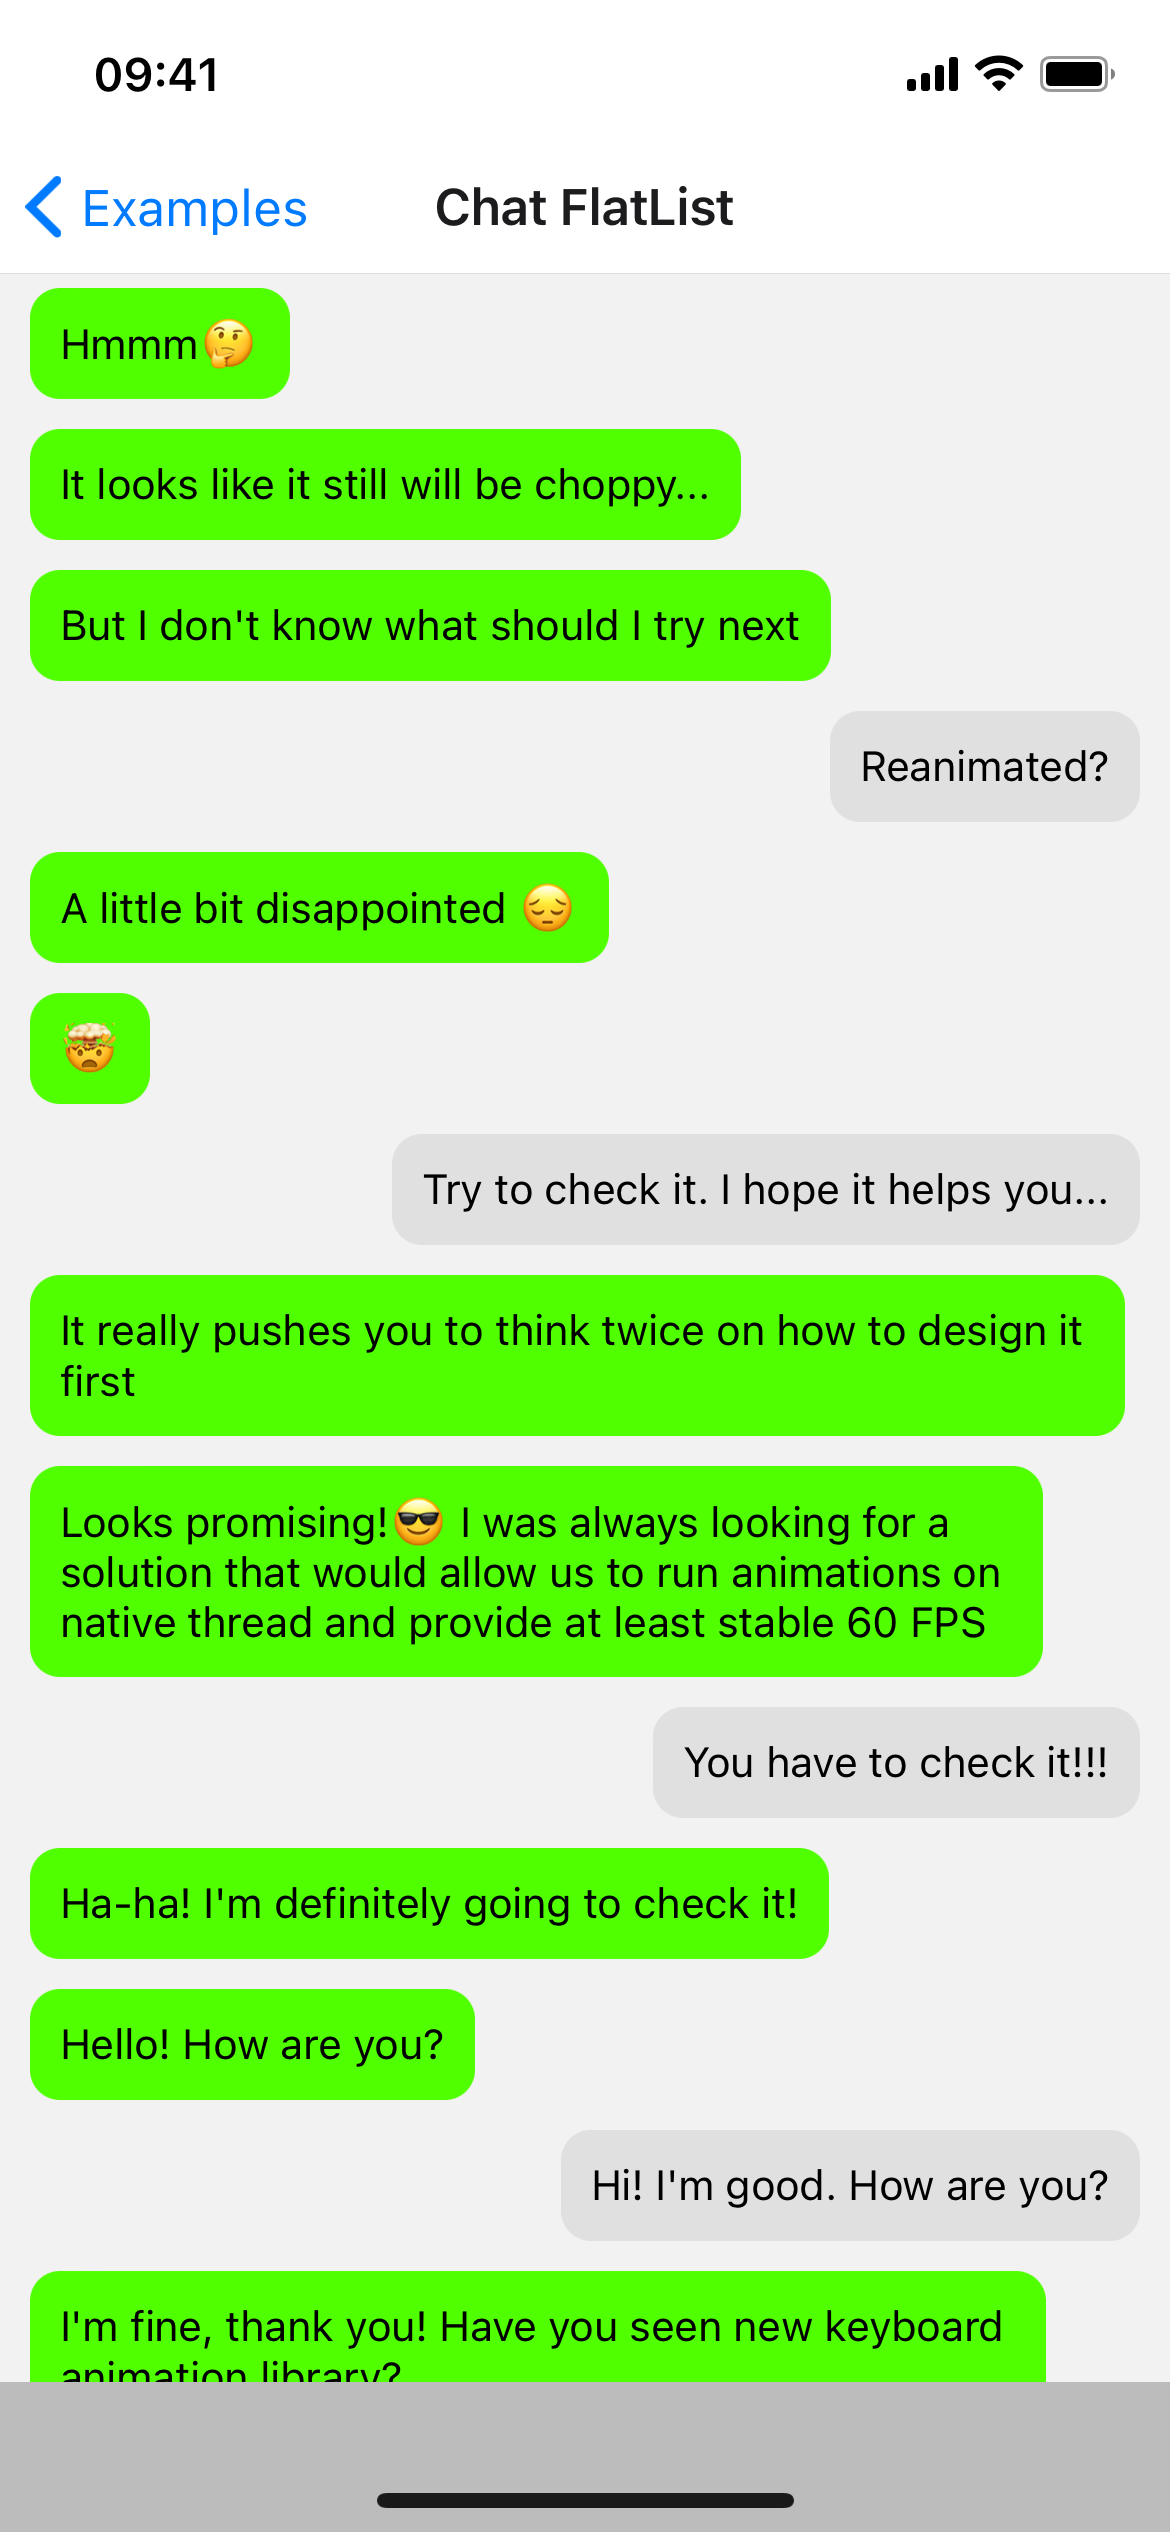 09:41
Examples
Chat FlatList
Hmmm🤔
It looks like it still will be choppy...
But I don't know what should I try next
Reanimated?
A little bit disappointed 😔
🤯
Try to check it. I hope it helps you...
It really pushes you to think twice on how to design it
first
Looks promising!😎 I was always looking for a
solution that would allow us to run animations on
native thread and provide at least stable 60 FPS
You have to check it!!!
Ha-ha! I'm definitely going to check it!
Hello! How are you?
Hi! I'm good. How are you?
I'm fine, thank you! Have you seen new keyboard
animation library?